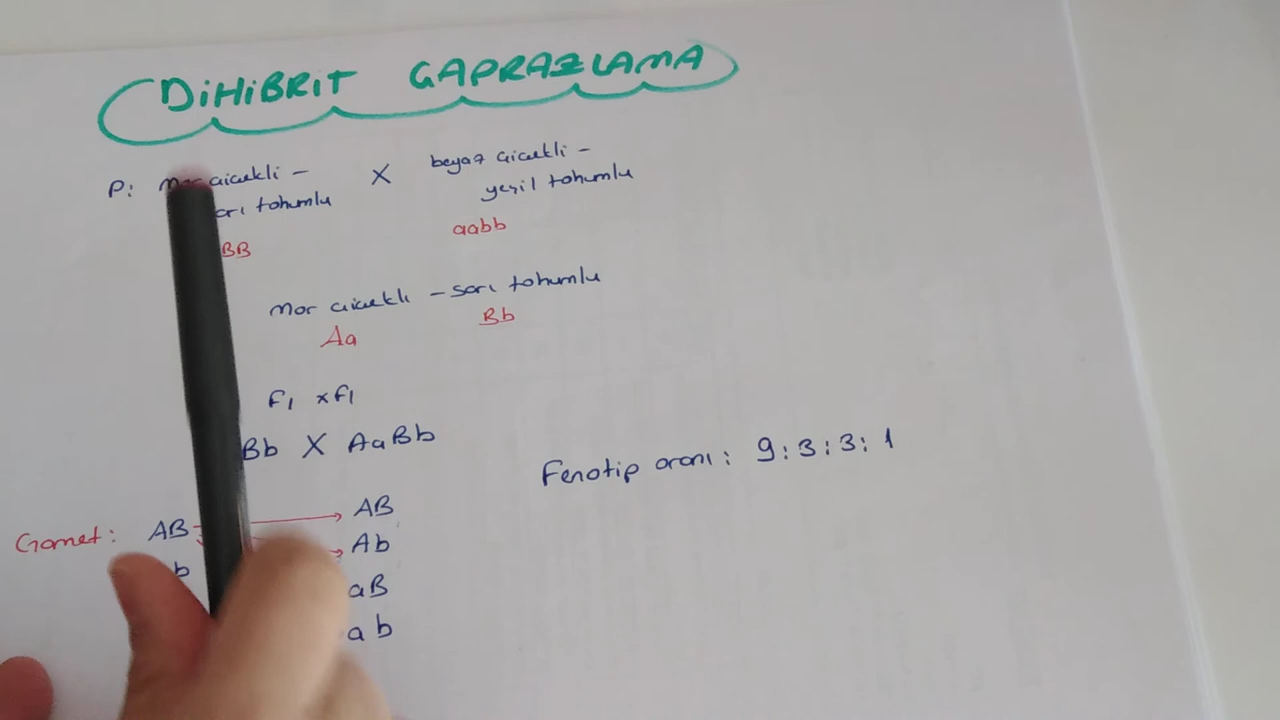 DiHiBRiT ÇAPRAZLAMA
P: mor çiçekli – X beyaz çiçekli –
arı tohumlu yeşil tohumlu
BB aabb
mor çiçekli – sarı tohumlu
Aa Bb
F1 x F1
Bb X AaBb
Fenotip oranı: 9:3:3:1
Gamet: AB AB
b Ab
aB
ab